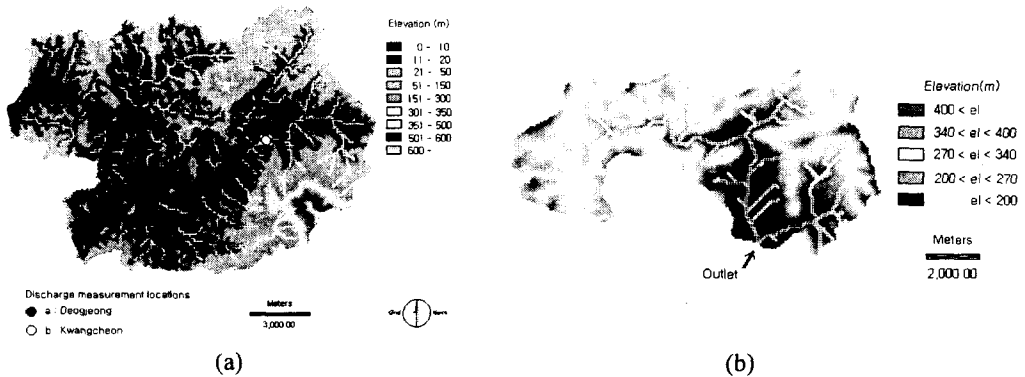 Elevation (m)
0 - 10
11 - 20
21 - 50
51 - 150
151 - 300
301 - 350
351 - 500
501 - 600
600 -
Discharge measurement locations
a : Deogjeong
b : Kwangcheon
Meters
3,000.00
(a)
Elevation(m)
400 < el
340 < el < 400
270 < el < 340
200 < el < 270
el < 200
Meters
2,000.00
Outlet
(b)